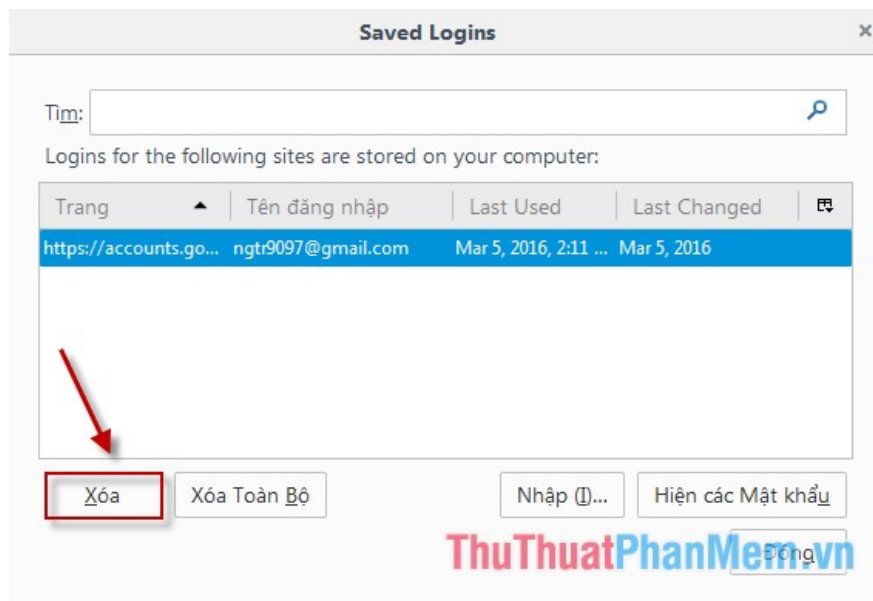 Saved Logins
Tìm:
Logins for the following sites are stored on your computer:
Trang Tên đăng nhập Last Used Last Changed
https://accounts.go... ngtr9097@gmail.com Mar 5, 2016, 2:11 ... Mar 5, 2016
Xóa Xóa Toàn Bộ Nhập (I)... Hiện các Mật khẩu
ThuThuatPhanMem.vn
Đóng